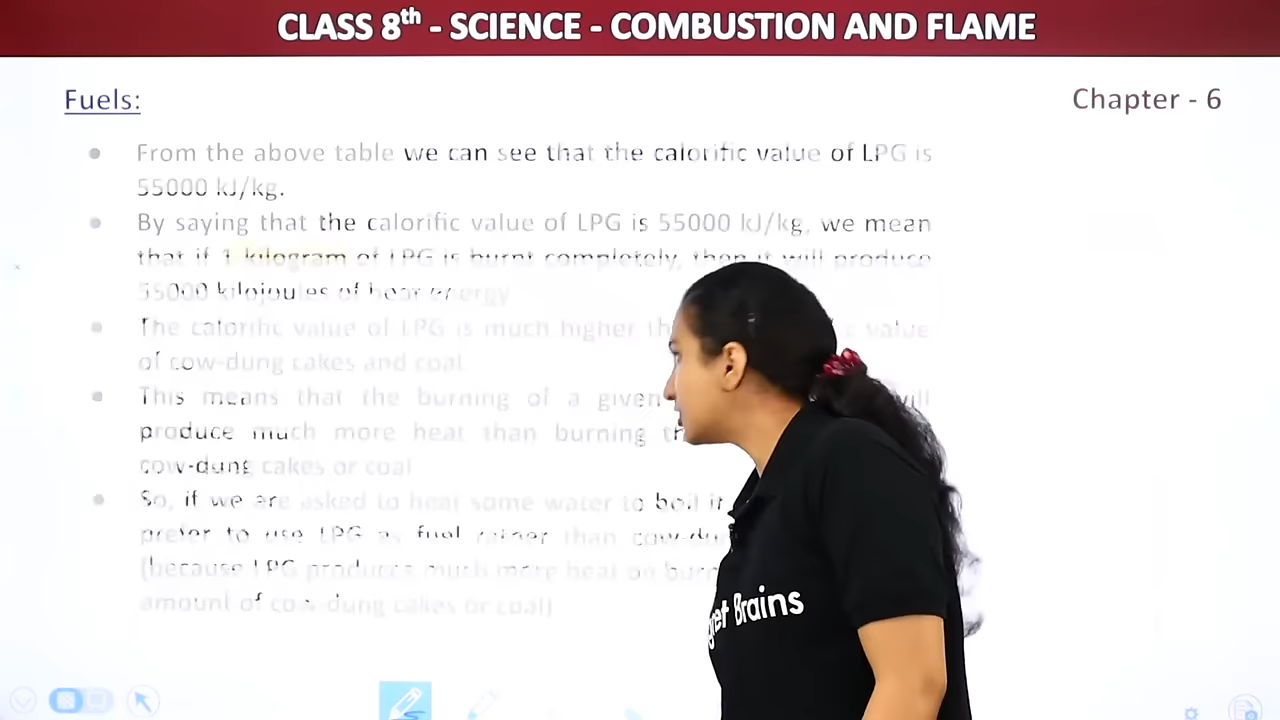 CLASS 8th - SCIENCE - COMBUSTION AND FLAME
Fuels:
Chapter - 6
From the above table we can see that the calorific value of LPG is
55000 kJ/kg.
By saying that the calorific value of LPG is 55000 kJ/kg, we mean
that if 1 kilogram of LPG is burnt completely, then it will produce
55000 kilojoules of heat energy
The calorific value of LPG is much higher value
of cow-dung cakes and coal
This means that the burning of a given will
produce much more heat than burning
cow-dung cakes or coal
So, if we are asked to heat some water to boil it,
prefer to use LPG as fuel rather than
(because LPG produces much more heat on
amount of cow-dung cakes or coal)
Brains